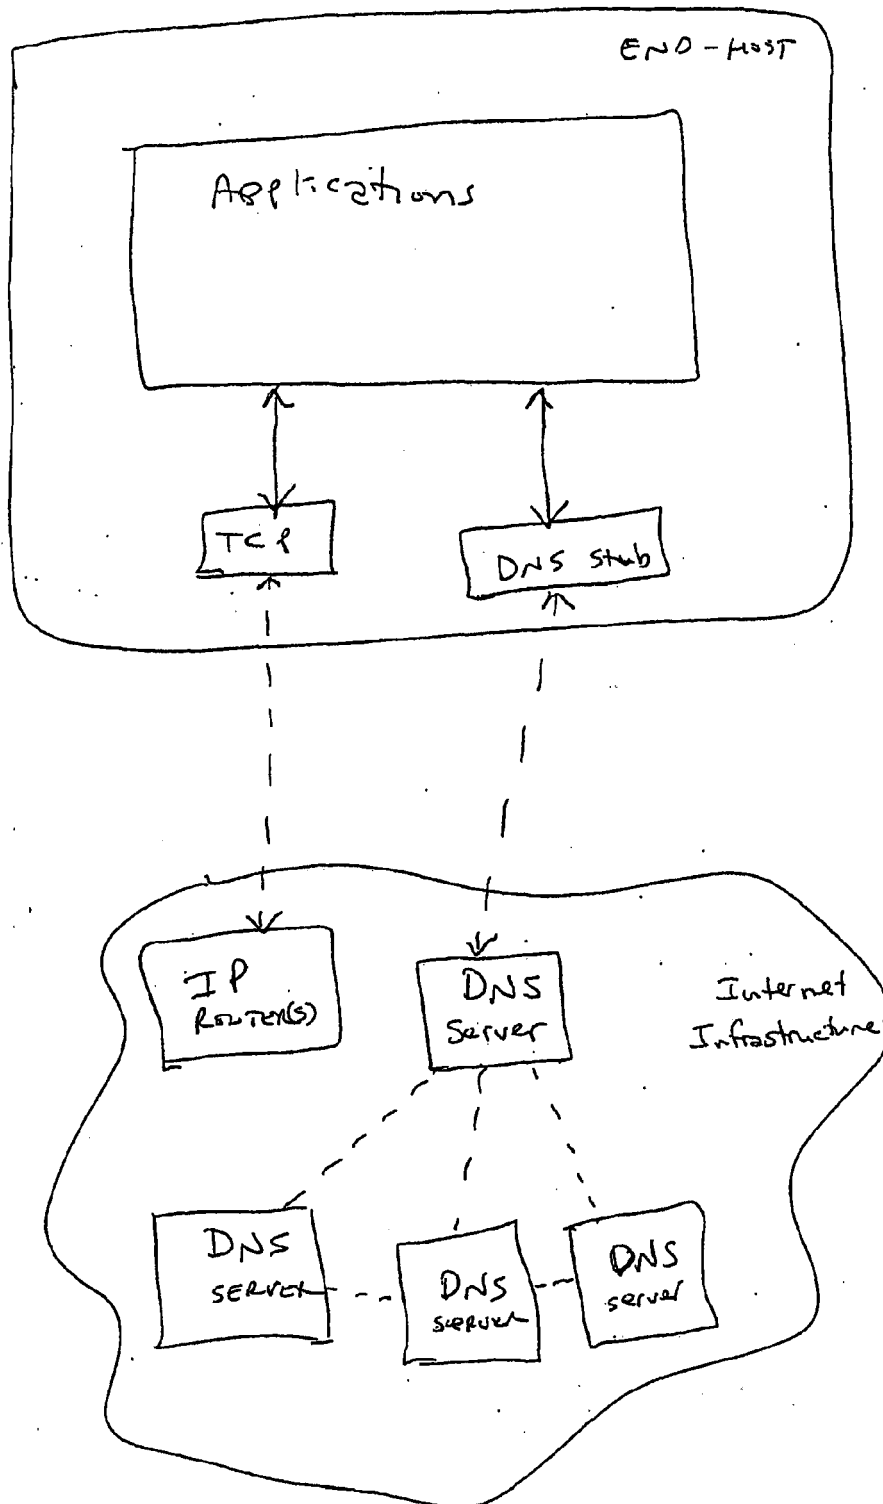 END-HOST
Applications
TCP
DNS stub
IP
ROUTER(S)
DNS
Server
Internet
Infrastructure
DNS
SERVER
DNS
SERVER
DNS
server